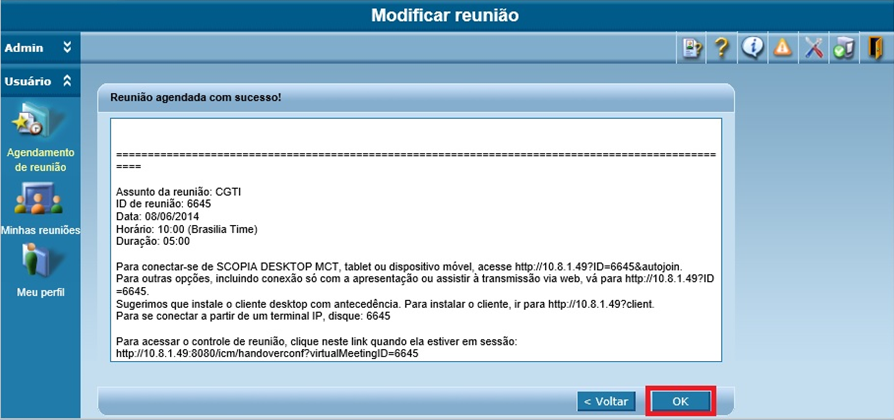 Modificar reunião
Admin
Usuário
Agendamento
de reunião
Minhas reuniões
Meu perfil
Reunião agendada com sucesso!
====================================================================================================
====
Assunto da reunião: CGTI
ID de reunião: 6645
Data: 08/06/2014
Horário: 10:00 (Brasilia Time)
Duração: 05:00
Para conectar-se de SCOPIA DESKTOP MCT, tablet ou dispositivo móvel, acesse http://10.8.1.49?ID=6645&autojoin.
Para outras opções, incluindo conexão só com a apresentação ou assistir à transmissão via web, vá para http://10.8.1.49?ID
=6645.
Sugerimos que instale o cliente desktop com antecedência. Para instalar o cliente, ir para http://10.8.1.49?client.
Para se conectar a partir de um terminal IP, disque: 6645
Para acessar o controle de reunião, clique neste link quando ela estiver em sessão:
http://10.8.1.49:8080/icm/handoverconf?virtualMeetingID=6645
< Voltar
OK